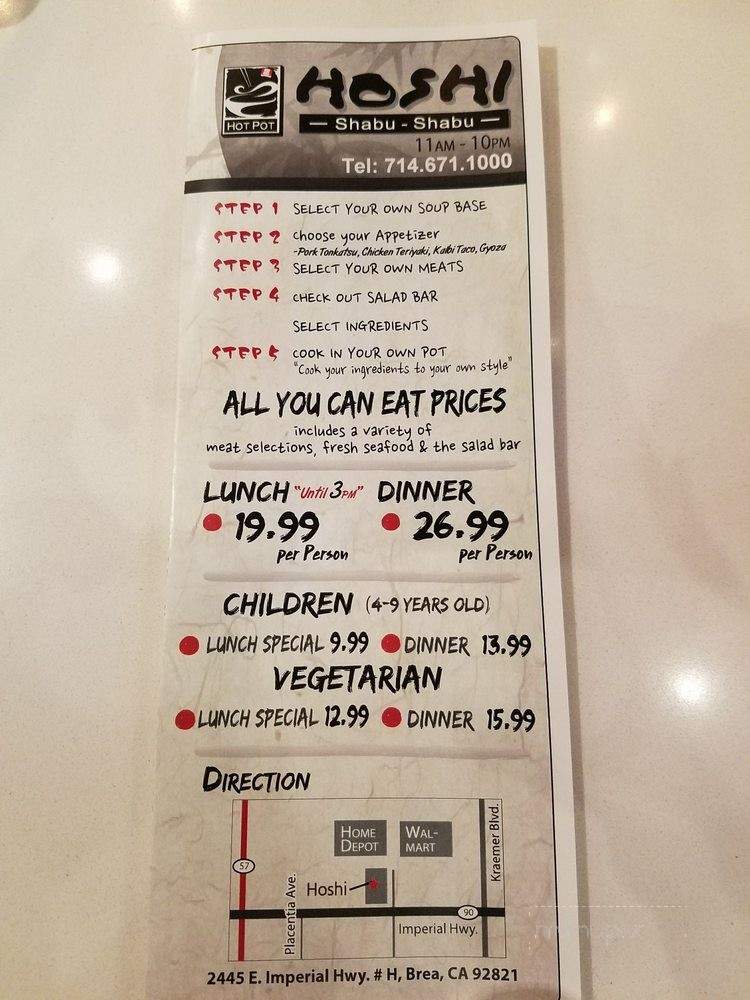 HOT POT
HOSHI
— Shabu - Shabu —
11AM - 10PM
Tel: 714.671.1000
STEP 1 SELECT YOUR OWN SOUP BASE
STEP 2 Choose your Appetizer
-Pork Tonkatsu, Chicken Teriyaki, Kalbi Taco, Gyoza
STEP 3 SELECT YOUR OWN MEATS
STEP 4 CHECK OUT SALAD BAR
SELECT INGREDIENTS
STEP 5 COOK IN YOUR OWN POT
"Cook your ingredients to your own style"
ALL YOU CAN EAT PRICES
includes a variety of
meat selections, fresh seafood & the salad bar
LUNCH "Until 3PM" DINNER
19.99 26.99
per Person per Person
CHILDREN (4-9 YEARS OLD)
LUNCH SPECIAL 9.99 DINNER 13.99
VEGETARIAN
LUNCH SPECIAL 12.99 DINNER 15.99
DIRECTION
HOME
DEPOT
WAL-
MART
Kraemer Blvd.
57
Placentia Ave.
Hoshi
90
Imperial Hwy.
2445 E. Imperial Hwy. # H, Brea, CA 92821